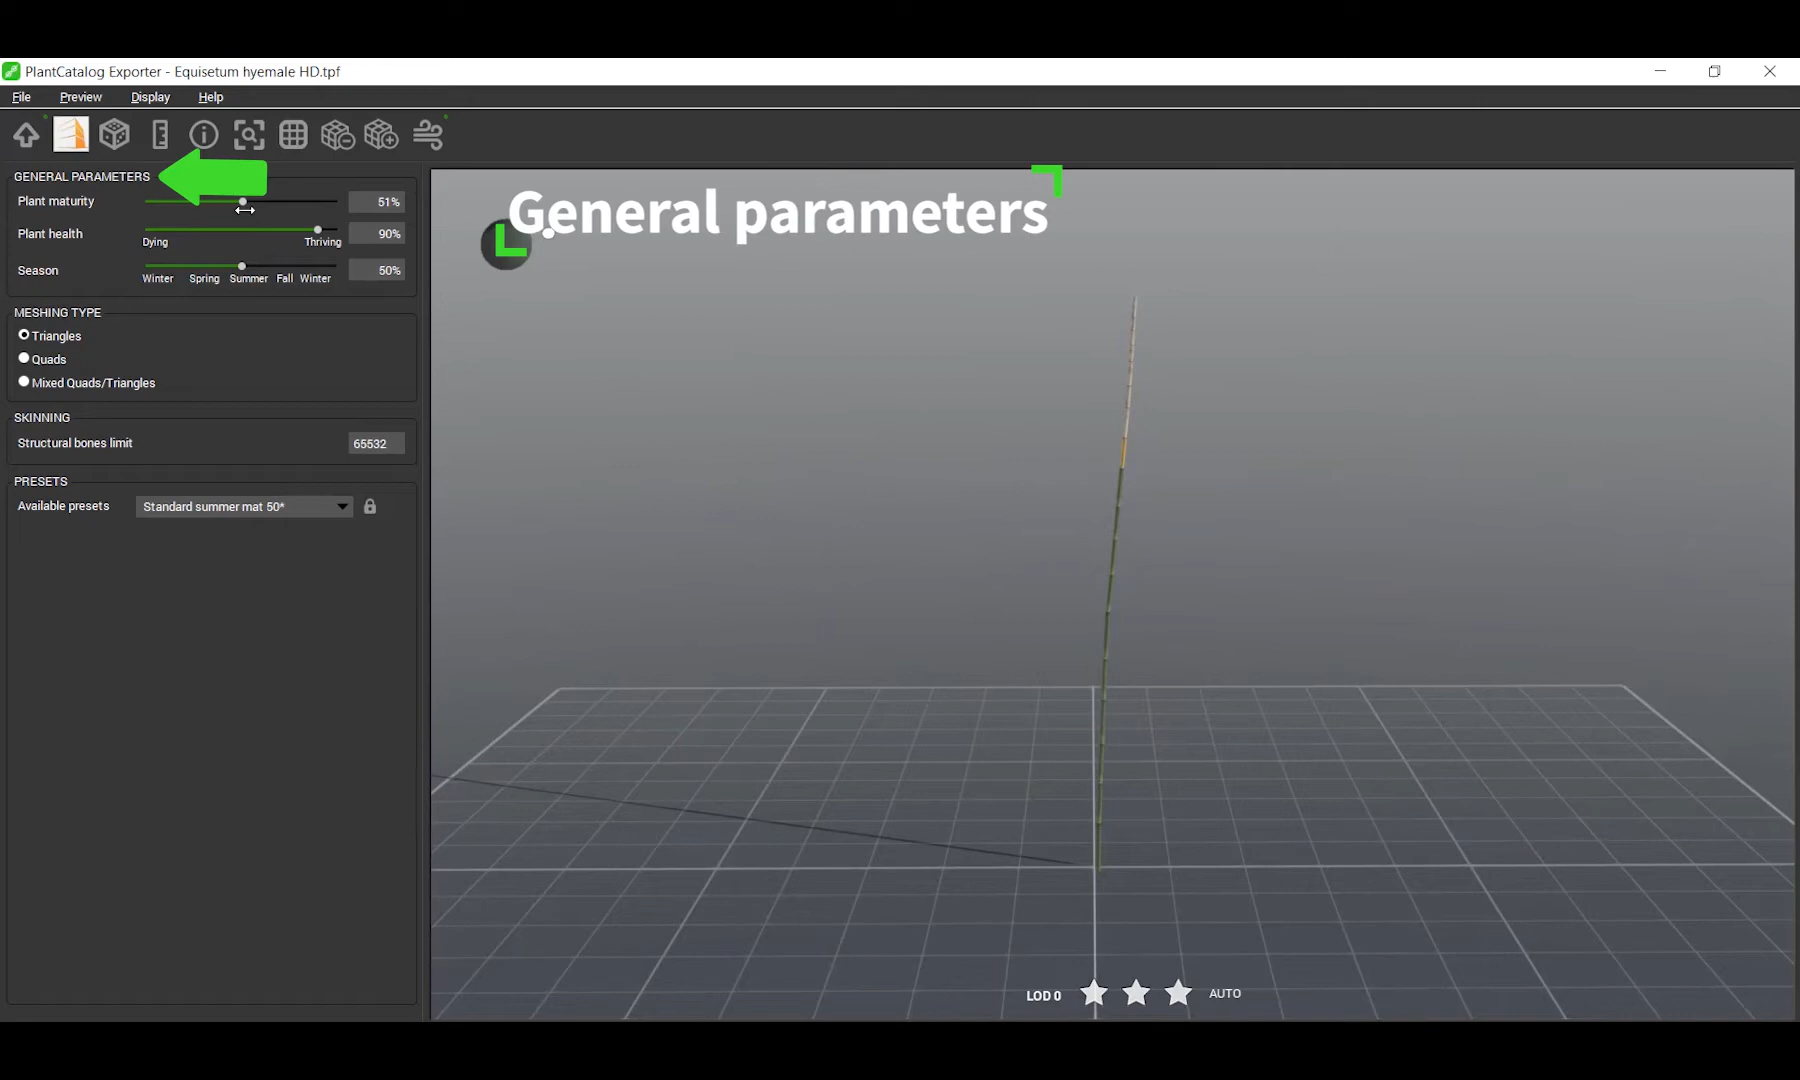 PlantCatalog Exporter - Equisetum hyemale HD.tpf
File Preview Display Help
GENERAL PARAMETERS
Plant maturity 51%
Plant health 90%
Dying Thriving
Season 50%
Winter Spring Summer Fall Winter
MESHING TYPE
Triangles
Quads
Mixed Quads/Triangles
SKINNING
Structural bones limit 65532
PRESETS
Available presets Standard summer mat 50*
General parameters
LOD 0 AUTO